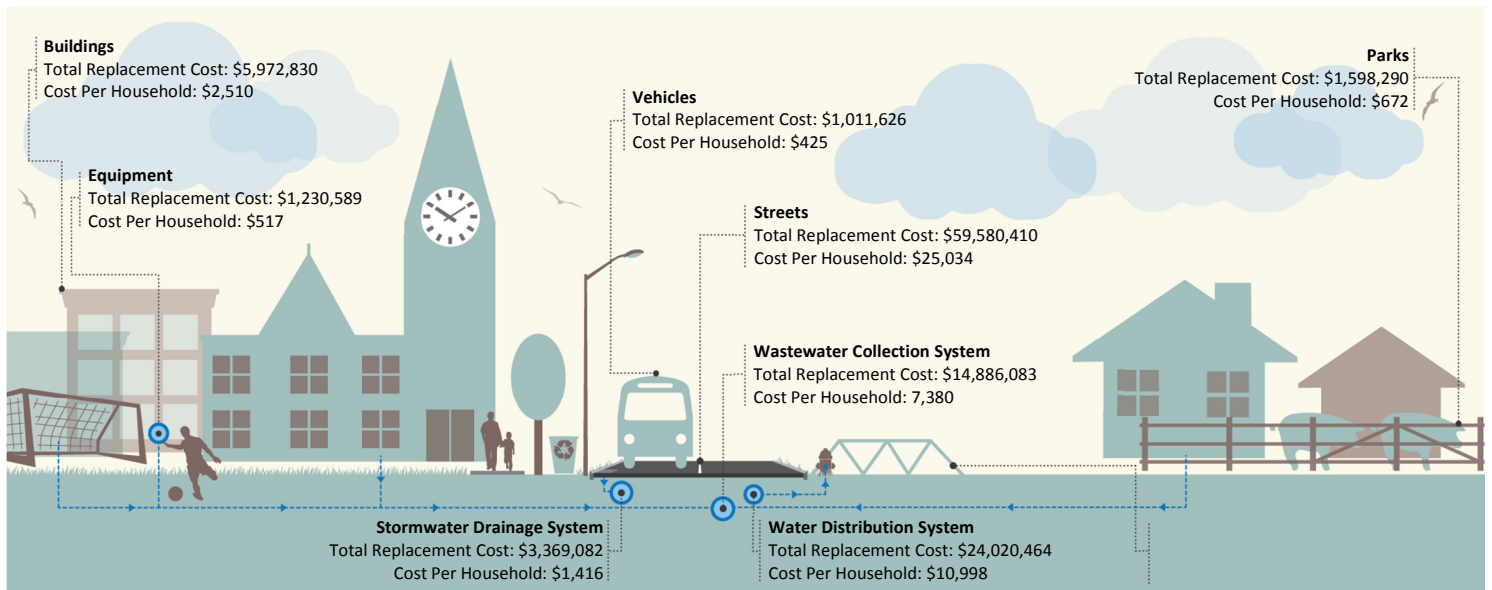 Buildings
Total Replacement Cost: $5,972,830
Cost Per Household: $2,510
Equipment
Total Replacement Cost: $1,230,589
Cost Per Household: $517
Vehicles
Total Replacement Cost: $1,011,626
Cost Per Household: $425
Parks
Total Replacement Cost: $1,598,290
Cost Per Household: $672
Streets
Total Replacement Cost: $59,580,410
Cost Per Household: $25,034
Wastewater Collection System
Total Replacement Cost: $14,886,083
Cost Per Household: 7,380
Stormwater Drainage System
Total Replacement Cost: $3,369,082
Cost Per Household: $1,416
Water Distribution System
Total Replacement Cost: $24,020,464
Cost Per Household: $10,998